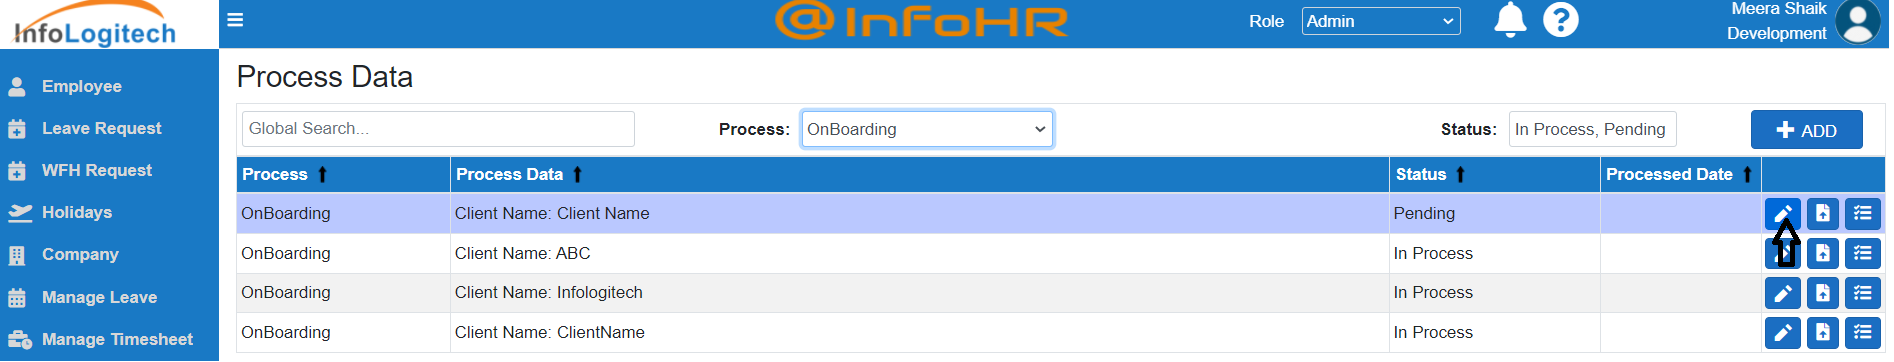 InfoLogitech
@InFoHR
Role Admin
Meera Shaik
Development
Employee
Leave Request
WFH Request
Holidays
Company
Manage Leave
Manage Timesheet
Process Data
Global Search... Process: OnBoarding Status: In Process, Pending ADD
Process Process Data Status Processed Date
OnBoarding Client Name: Client Name Pending
OnBoarding Client Name: ABC In Process
OnBoarding Client Name: Infologitech In Process
OnBoarding Client Name: ClientName In Process